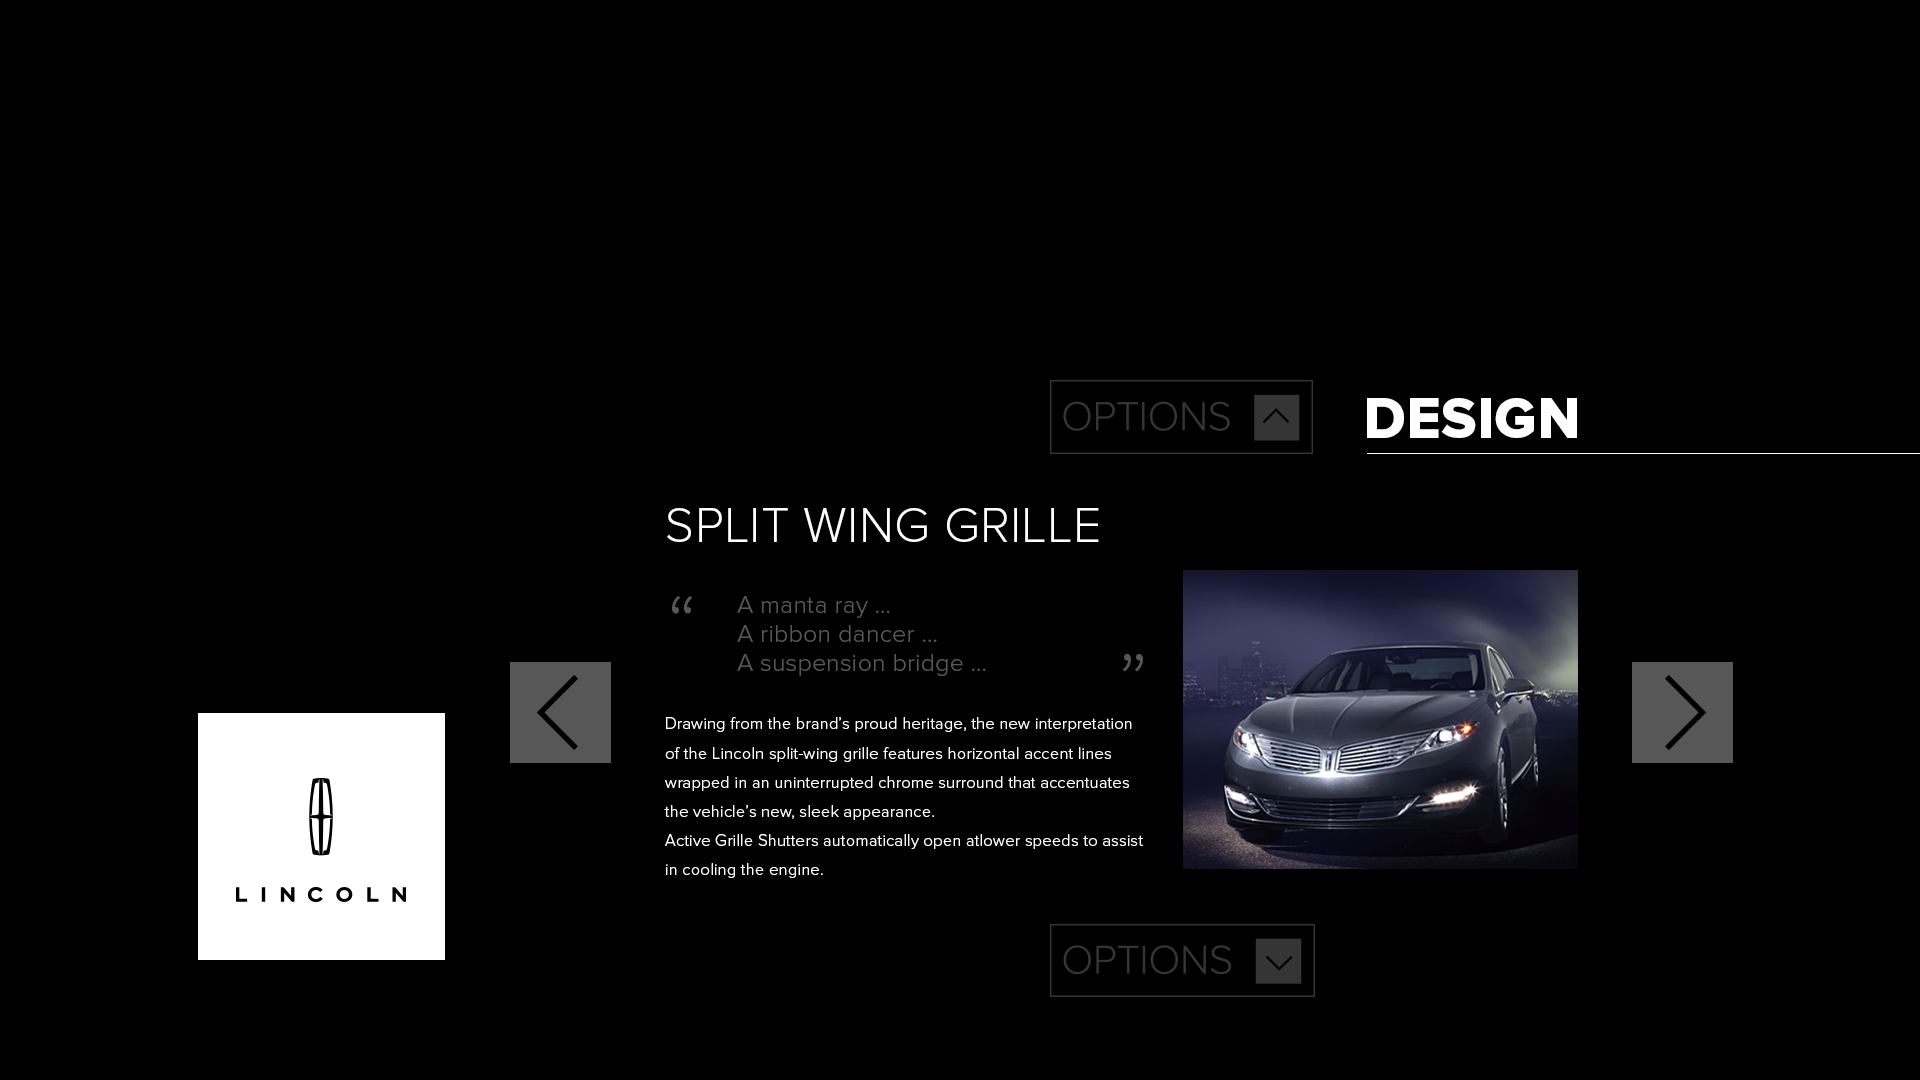 OPTIONS
DESIGN
SPLIT WING GRILLE
“ A manta ray ...
A ribbon dancer ...
A suspension bridge ... ”
Drawing from the brand’s proud heritage, the new interpretation
of the Lincoln split-wing grille features horizontal accent lines
wrapped in an uninterrupted chrome surround that accentuates
the vehicle’s new, sleek appearance.
Active Grille Shutters automatically open atlower speeds to assist
in cooling the engine.
LINCOLN
OPTIONS